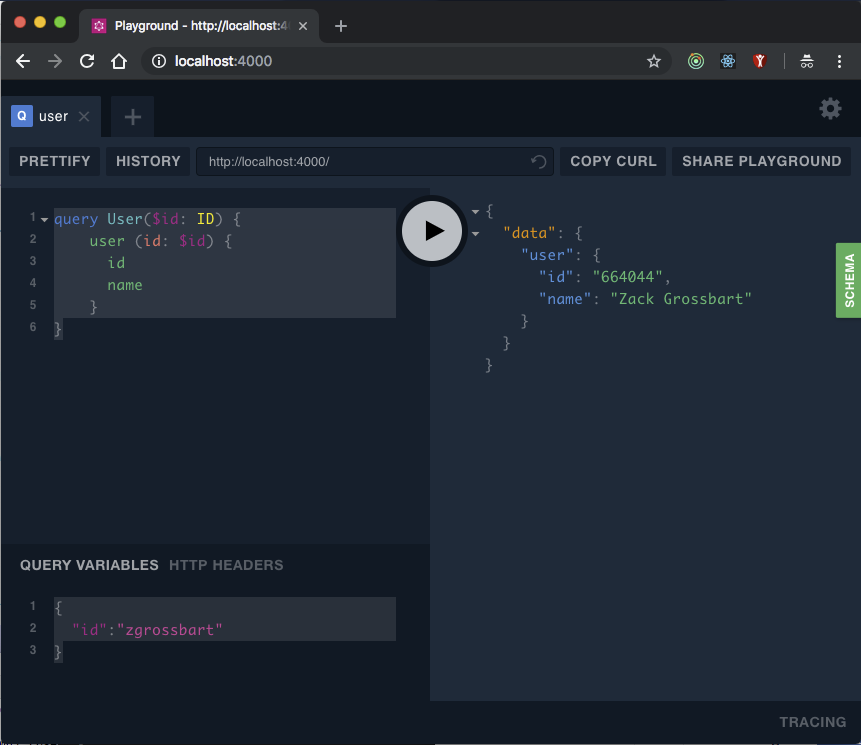 Playground - http://localhost:4
localhost:4000
Q user
PRETTIFY HISTORY http://localhost:4000/ COPY CURL SHARE PLAYGROUND
1 query User($id: ID) {
2 user (id: $id) {
3 id
4 name
5 }
6 }
{
"data": {
"user": {
"id": "664044",
"name": "Zack Grossbart"
}
}
}
SCHEMA
QUERY VARIABLES HTTP HEADERS
1 {
2 "id":"zgrossbart"
3 }
TRACING